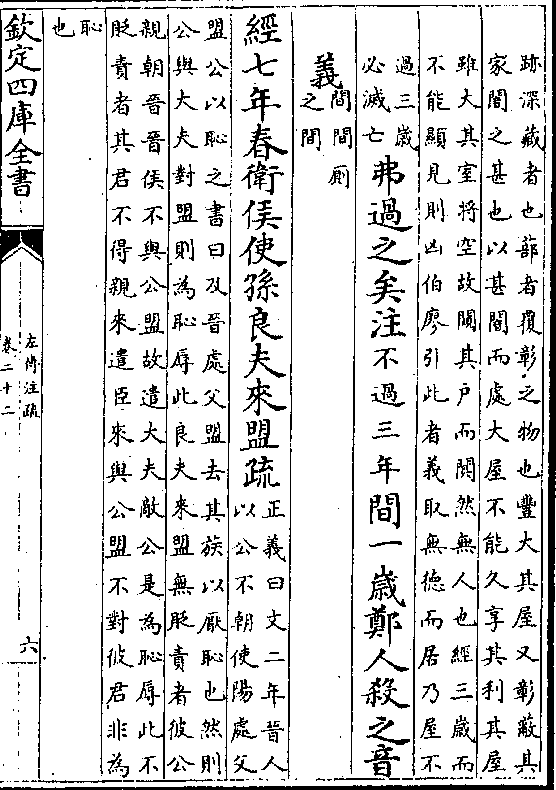 跡深藏者也蔀者覆彰之物也豐大其屋又彰蔽其
家闇之甚也以甚闇而處大屋不能久享其利其屋
雖大其室將空故闚其戶而闃然無人也經三歲而
不能顯見則凶伯廖引此者義取無德而居乃屋不
過三歲
必滅亡
弗過之矣注不過三年間一歲鄭人殺之音
義
間間厠
之間
經七年春衛侯使孫良夫來盟疏
正義曰文二年晉人
以公不朝使陽處父
盟公以恥之書曰及晉處父盟去其族以厭恥也然則
公與大夫對盟則為恥辱此良夫來盟無貶責者彼公
親朝晉晉侯不與公盟故遣大夫敵公是為恥辱此不
貶責者其君不得親來遣臣來與公盟不對彼君非為
恥
也
欽定四庫全書
左傳注疏
卷二十二
六